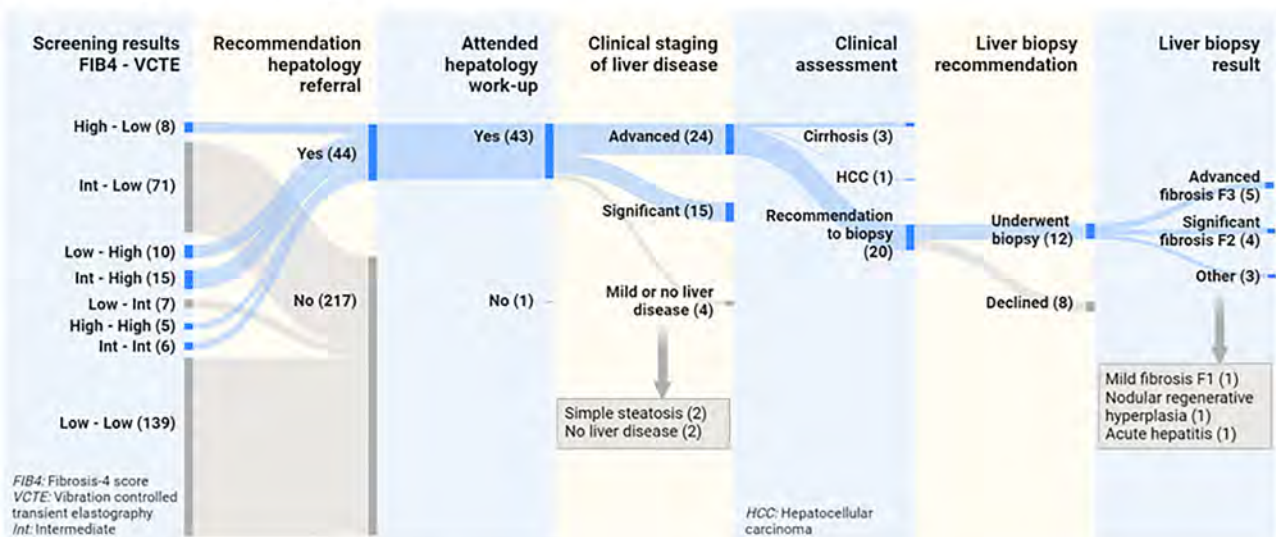 Screening results
FIB4 - VCTE
Recommendation
hepatology
referral
Attended
hepatology
work-up
Clinical staging
of liver disease
Clinical
assessment
Liver biopsy
recommendation
Liver biopsy
result
High - Low (8)
Int - Low (71)
Low - High (10)
Int - High (15)
Low - Int (7)
High - High (5)
Int - Int (6)
Low - Low (139)
FIB4: Fibrosis-4 score
VCTE: Vibration controlled
transient elastography
Int: Intermediate
Yes (44)
No (217)
Yes (43)
No (1)
Advanced (24)
Significant (15)
Mild or no liver
disease (4)
Simple steatosis (2)
No liver disease (2)
Cirrhosis (3)
HCC (1)
Recommendation
to biopsy
(20)
HCC: Hepatocellular
carcinoma
Underwent
biopsy (12)
Declined (8)
Advanced
fibrosis F3 (5)
Significant
fibrosis F2 (4)
Other (3)
Mild fibrosis F1 (1)
Nodular regenerative
hyperplasia (1)
Acute hepatitis (1)